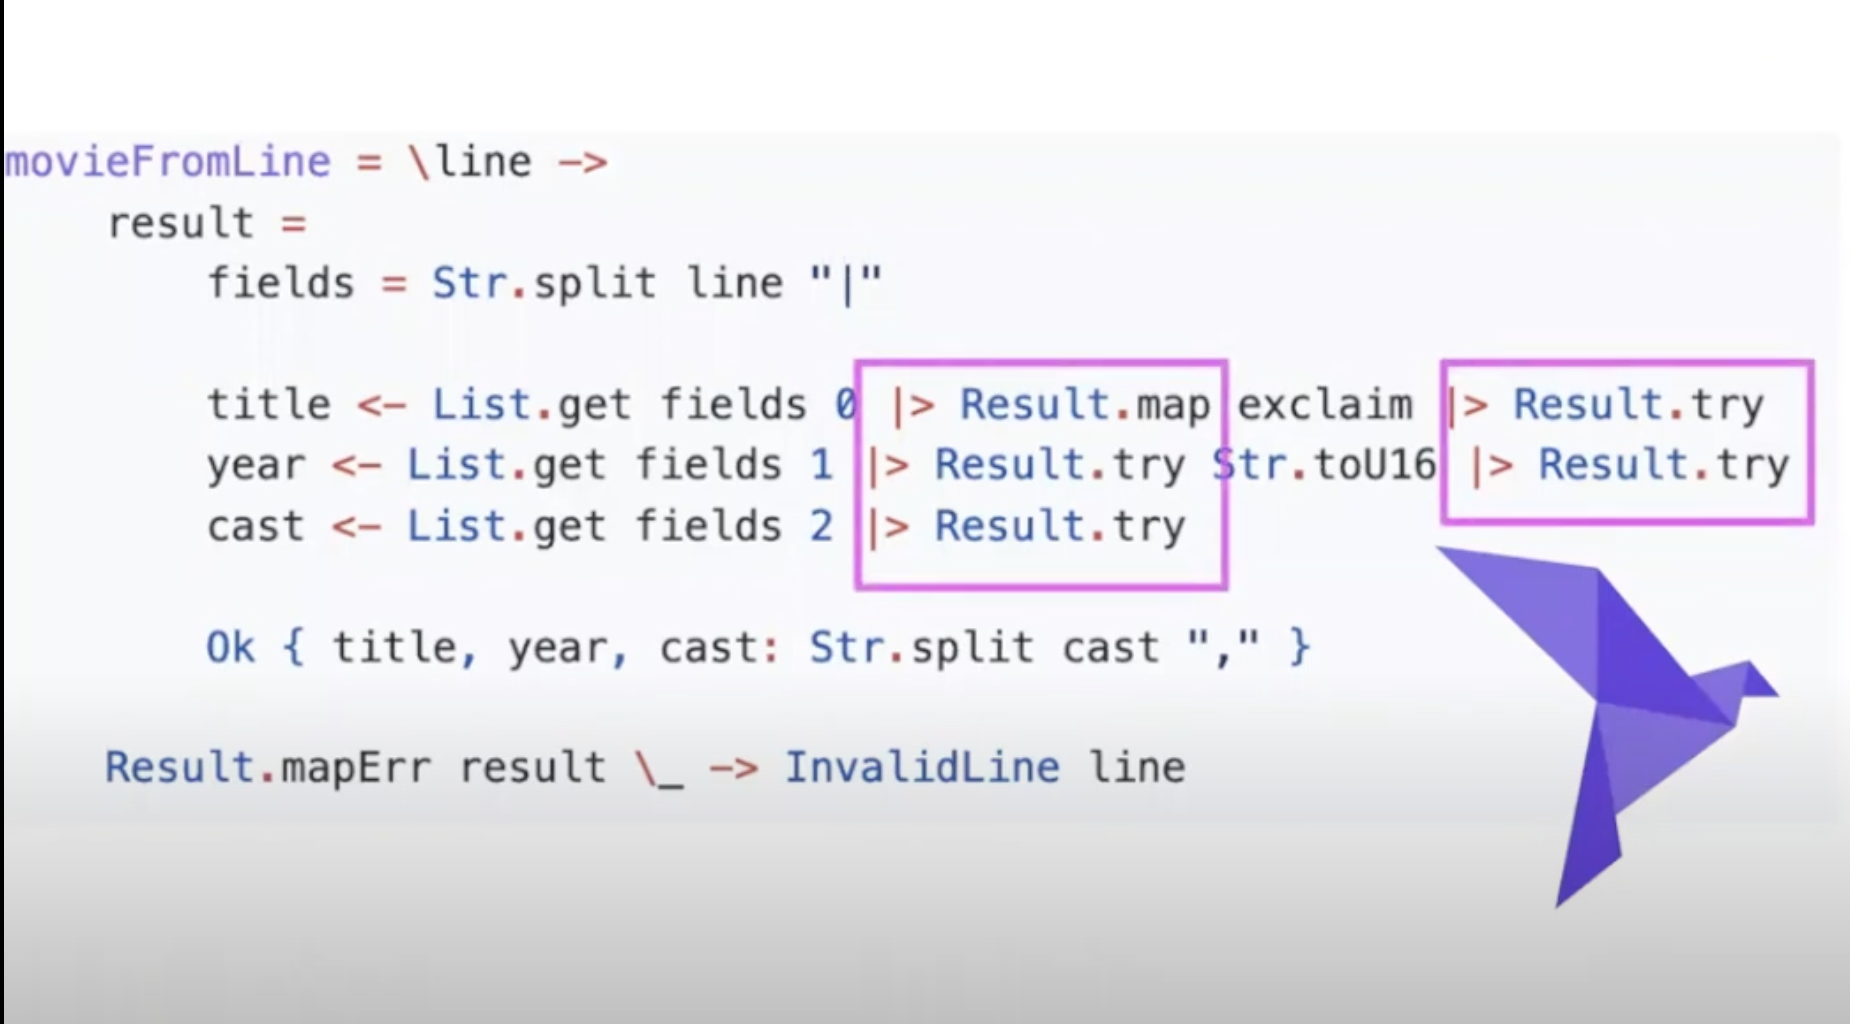 movieFromLine = \line ->
result =
fields = Str.split line "|"
title <- List.get fields 0 |> Result.map exclaim |> Result.try
year <- List.get fields 1 |> Result.try Str.toU16 |> Result.try
cast <- List.get fields 2 |> Result.try
Ok { title, year, cast: Str.split cast "," }
Result.mapErr result \_ -> InvalidLine line